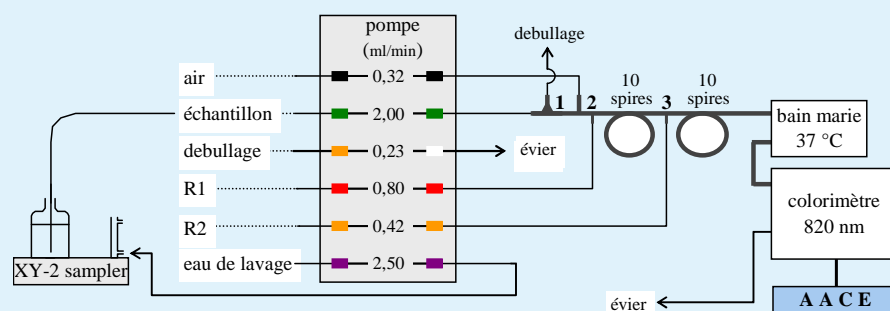 pompe
(ml/min)
air
0,32
échantillon
2,00
debullage
0,23
évier
R1
0,80
R2
0,42
eau de lavage
2,50
XY-2 sampler
debullage
1
2
10
spires
3
10
spires
bain marie
37 °C
colorimètre
820 nm
évier
A A C E